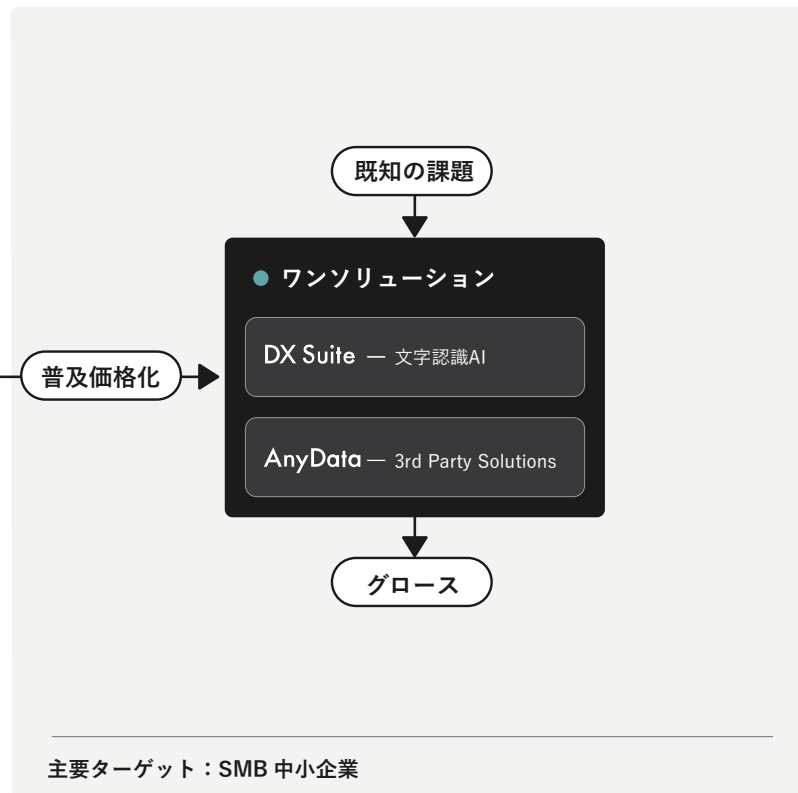 既知の課題
ワンソリューション
DX Suite — 文字認識AI
普及価格化
AnyData — 3rd Party Solutions
グロース
主要ターゲット：SMB 中小企業